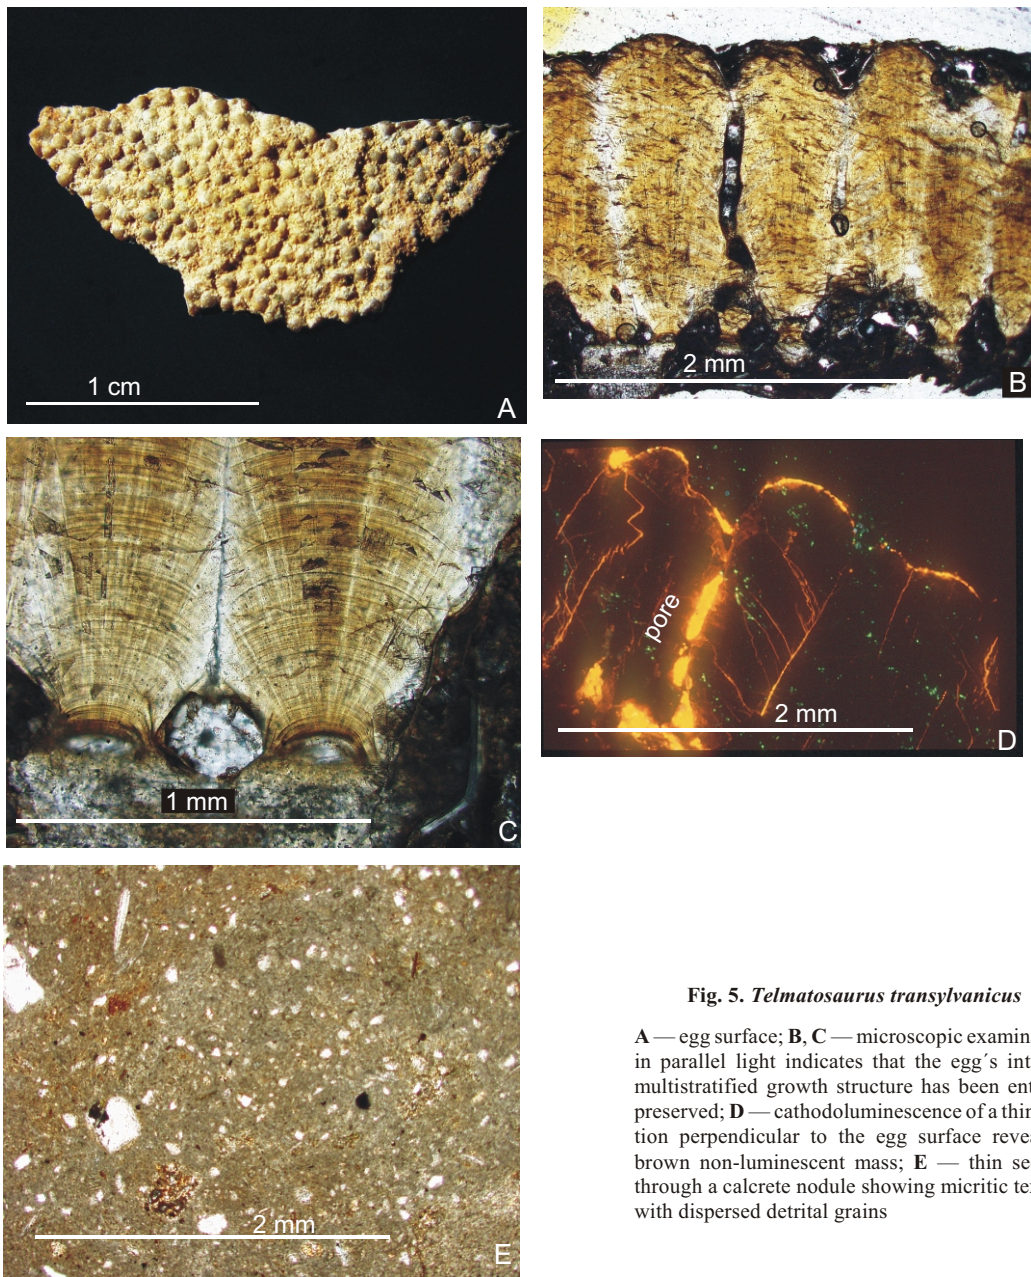 1 cm
A
2 mm
B
1 mm
C
pore
2 mm
D
2 mm
E
Fig. 5. Telmatosaurus transylvanicus
A — egg surface; B, C — microscopic examin
in parallel light indicates that the egg´s int
multistratified growth structure has been ent
preserved; D — cathodoluminescence of a thin
tion perpendicular to the egg surface reve
brown non-luminescent mass; E — thin se
through a calcrete nodule showing micritic te
with dispersed detrital grains